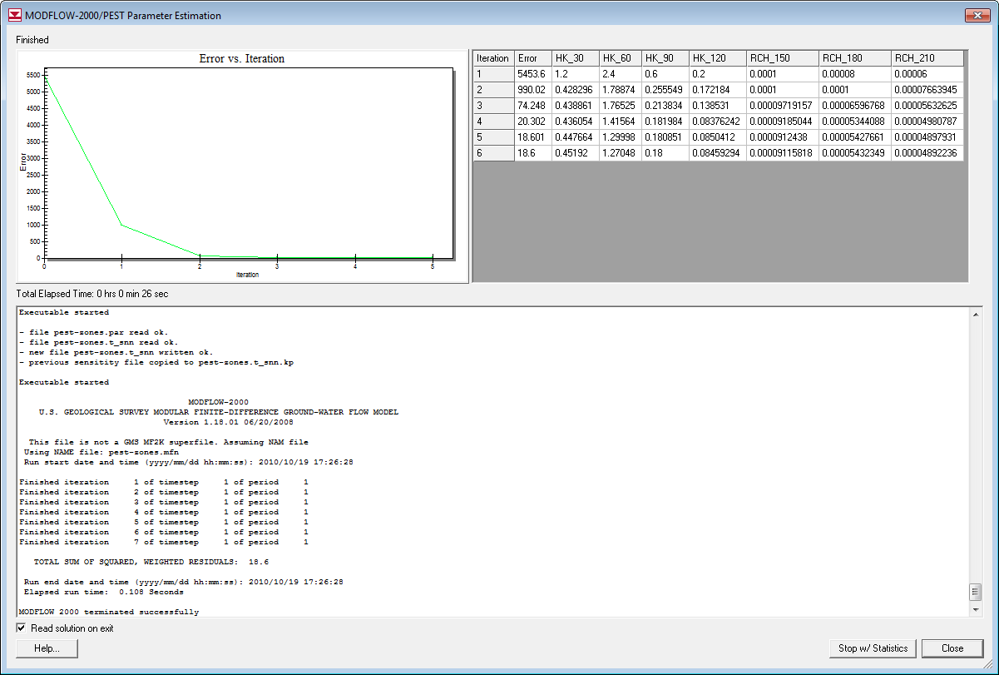 MODFLOW-2000/PEST Parameter Estimation
Finished
Error vs. Iteration
5500
5000
4500
4000
3500
3000
2500
2000
1500
1000
500
0
Error
0 1 2 3 4 5
Iteration
Iteration Error HK_30 HK_60 HK_90 HK_120 RCH_150 RCH_180 RCH_210
1 5453.6 1.2 2.4 0.6 0.2 0.0001 0.00008 0.00006
2 990.02 0.428296 1.78874 0.255549 0.172184 0.0001 0.0001 0.00007663945
3 74.248 0.438861 1.76525 0.213834 0.138531 0.00009719157 0.00006596768 0.00005632625
4 20.302 0.436054 1.41564 0.181984 0.08376242 0.00009185044 0.00005344088 0.00004980787
5 18.601 0.447664 1.29998 0.180851 0.0850412 0.0000912438 0.00005427661 0.00004897931
6 18.6 0.45192 1.27048 0.18 0.08459294 0.00009115818 0.00005432349 0.00004892236
Total Elapsed Time: 0 hrs 0 min 26 sec
Executable started
- file pest-zones.par read ok.
- file pest-zones.t_snn read ok.
- new file pest-zones.t_snn written ok.
- previous sensitity file copied to pest-zones.t_snn.kp
Executable started
MODFLOW-2000
U.S. GEOLOGICAL SURVEY MODULAR FINITE-DIFFERENCE GROUND-WATER FLOW MODEL
Version 1.18.01 06/20/2008
This file is not a GMS MF2K superfile. Assuming NAM file
Using NAME file: pest-zones.mfn
Run start date and time (yyyy/mm/dd hh:mm:ss): 2010/10/19 17:26:28
Finished iteration 1 of timestep 1 of period 1
Finished iteration 2 of timestep 1 of period 1
Finished iteration 3 of timestep 1 of period 1
Finished iteration 4 of timestep 1 of period 1
Finished iteration 5 of timestep 1 of period 1
Finished iteration 6 of timestep 1 of period 1
Finished iteration 7 of timestep 1 of period 1
TOTAL SUM OF SQUARED, WEIGHTED RESIDUALS: 18.6
Run end date and time (yyyy/mm/dd hh:mm:ss): 2010/10/19 17:26:28
Elapsed run time: 0.108 Seconds
MODFLOW 2000 terminated successfully
Read solution on exit
Help... Stop w/ Statistics Close